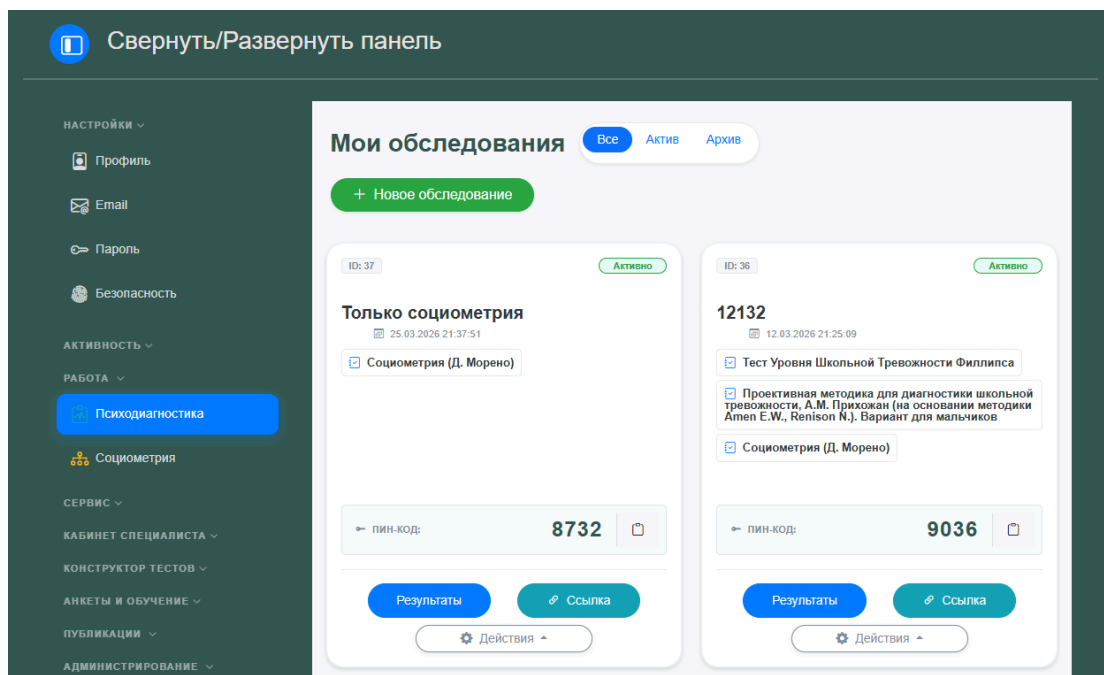 Свернуть/Развернуть панель
НАСТРОЙКИ
Профиль
Email
Пароль
Безопасность
АКТИВНОСТЬ
РАБОТА
Психодиагностика
Социометрия
СЕРВИС
КАБИНЕТ СПЕЦИАЛИСТА
КОНСТРУКТОР ТЕСТОВ
АНКЕТЫ И ОБУЧЕНИЕ
ПУБЛИКАЦИИ
АДМИНИСТРИРОВАНИЕ
Мои обследования
Все Актив Архив
+ Новое обследование
ID: 37
Активно
Только социометрия
25.03.2026 21:37:51
Социометрия (Д. Морено)
ПИН-КОД: 8732
Результаты
Ссылка
Действия
ID: 36
Активно
12132
12.03.2026 21:25:09
Тест Уровня Школьной Тревожности Филлипса
Проективная методика для диагностики школьной
тревожности, А.М. Прихожан (на основании методики
Amen E.W., Renison N.). Вариант для мальчиков
Социометрия (Д. Морено)
ПИН-КОД: 9036
Результаты
Ссылка
Действия